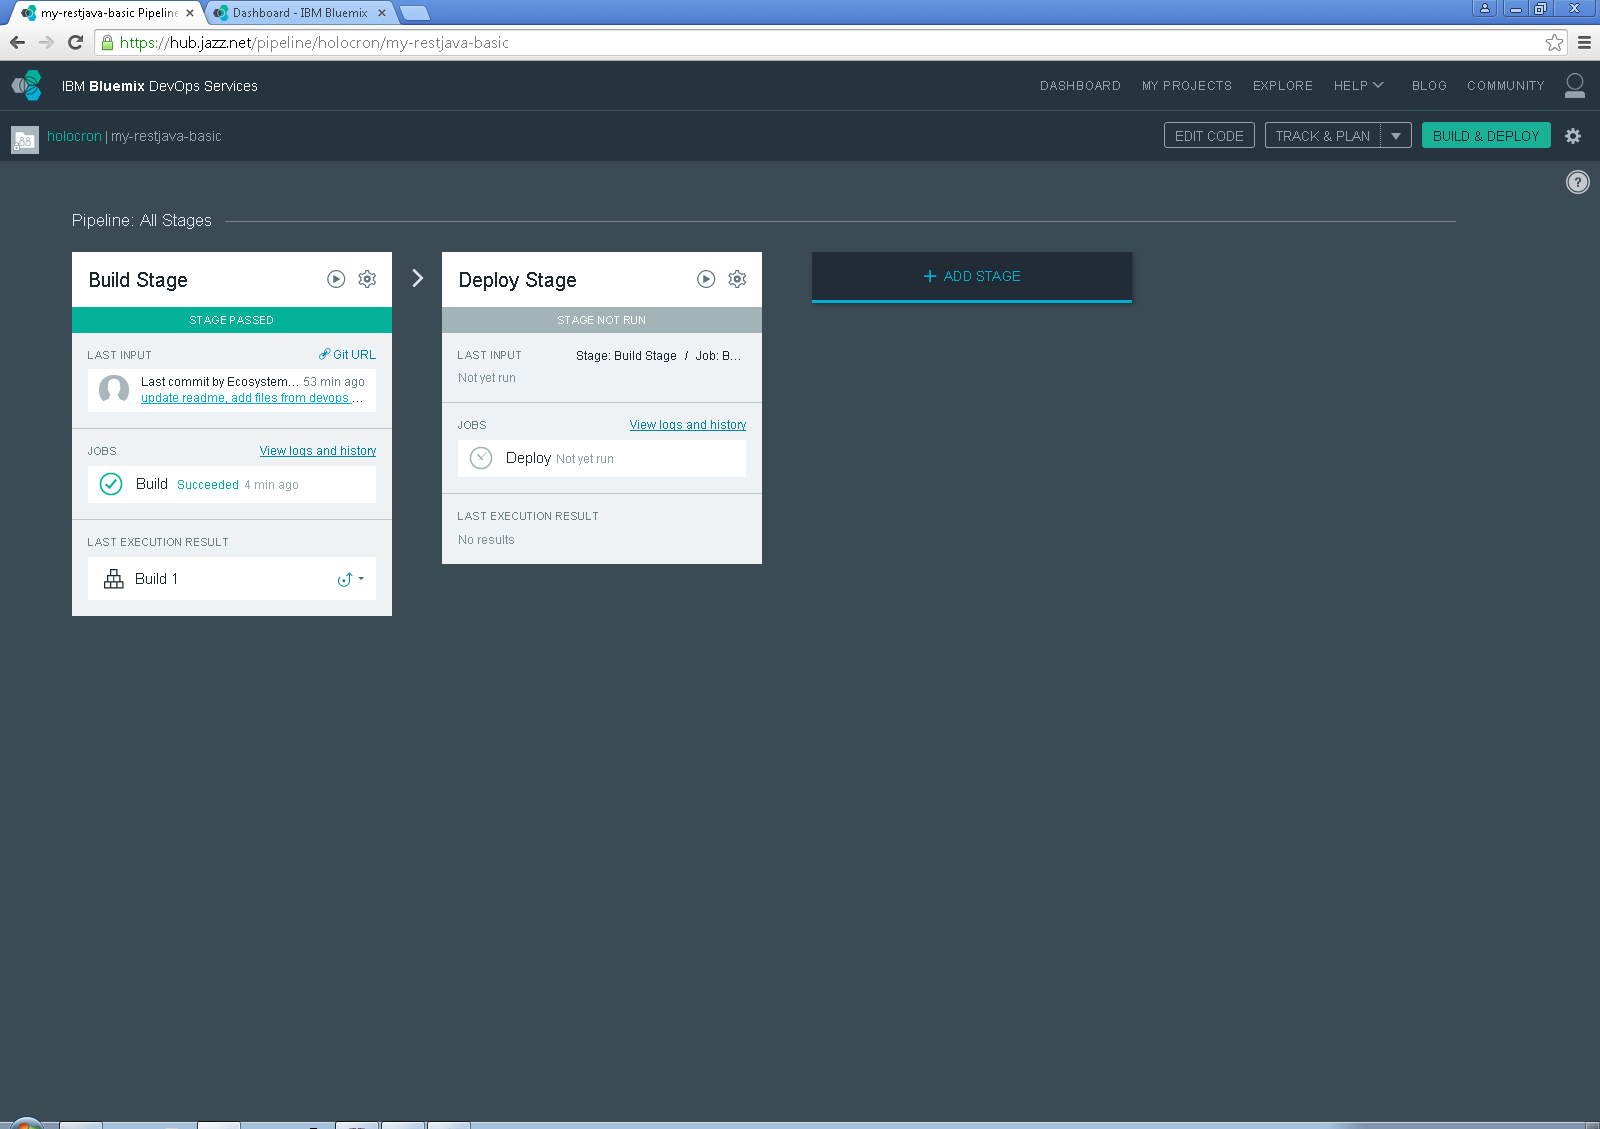 my-restjava-basic Pipeline
Dashboard - IBM Bluemix
https://hub.jazz.net/pipeline/holocron/my-restjava-basic
IBM Bluemix DevOps Services
DASHBOARD MY PROJECTS EXPLORE HELP BLOG COMMUNITY
holocron | my-restjava-basic
EDIT CODE TRACK & PLAN BUILD & DEPLOY
?
Pipeline: All Stages
Build Stage
STAGE PASSED
LAST INPUT Git URL
Last commit by Ecosystem... 53 min ago
update readme, add files from devops ...
JOBS View logs and history
Build Succeeded 4 min ago
LAST EXECUTION RESULT
Build 1
Deploy Stage
STAGE NOT RUN
LAST INPUT Stage: Build Stage / Job: B...
Not yet run
JOBS View logs and history
Deploy Not yet run
LAST EXECUTION RESULT
No results
+ ADD STAGE